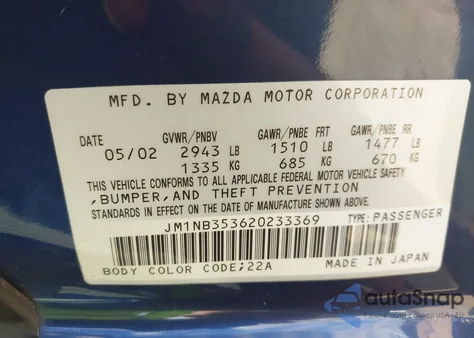 MFD. BY MAZDA MOTOR CORPORATION
DATE GVWR/PNBV GAWR/PNBE FRT GAWR/PNBE RR
05/02 2943 LB 1510 LB 1477 LB
1335 KG 685 KG 670 KG
THIS VEHICLE CONFORMS TO ALL APPLICABLE FEDERAL MOTOR VEHICLE SAFETY
,BUMPER,AND THEFT PREVENTION
STANDARDS IN EFFECT ON THE DATE OF MANUFACTURE SHOWN ABOVE.
JM1NB353620233369 TYPE:PASSENGER
BODY COLOR CODE;22A MADE IN JAPAN
autoSnap